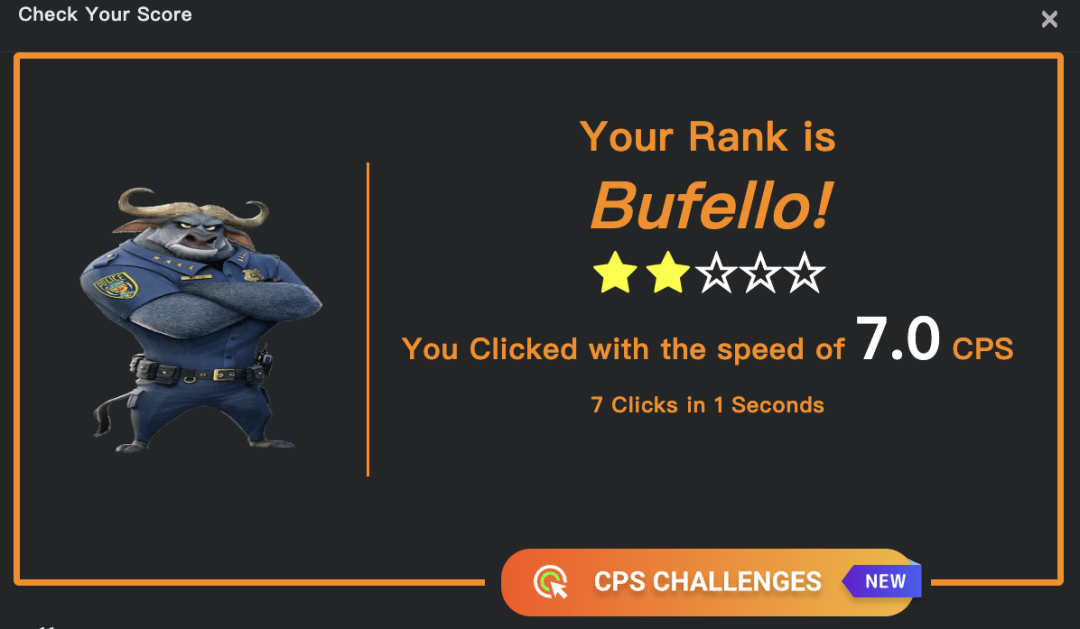 Check Your Score
Your Rank is
Bufello!
You Clicked with the speed of 7.0 CPS
7 Clicks in 1 Seconds
POLICE
CPS CHALLENGES
NEW